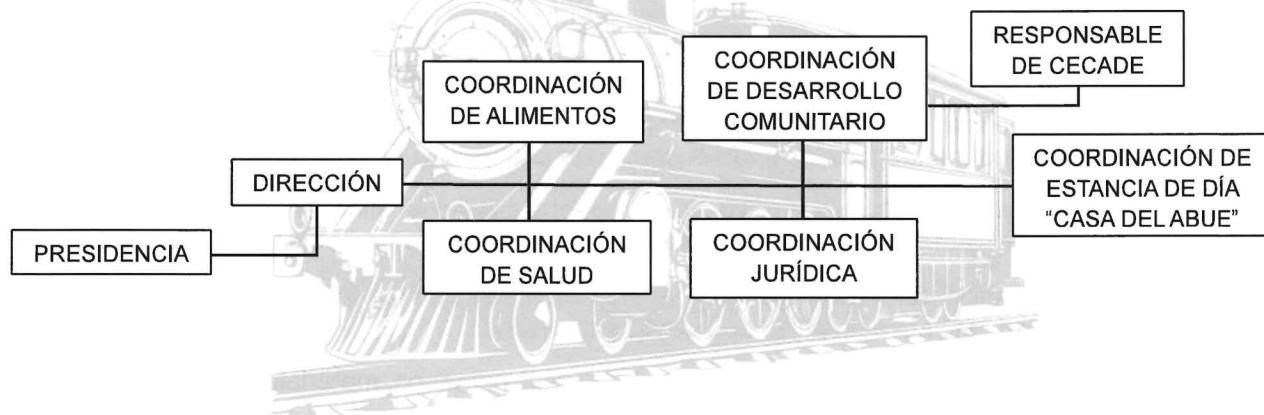 RESPONSABLE
DE CECADE
COORDINACIÓN
DE DESARROLLO
COMUNITARIO
COORDINACIÓN
DE ALIMENTOS
COORDINACIÓN DE
ESTANCIA DE DÍA
“CASA DEL ABUE”
DIRECCIÓN
PRESIDENCIA
COORDINACIÓN
DE SALUD
COORDINACIÓN
JURÍDICA